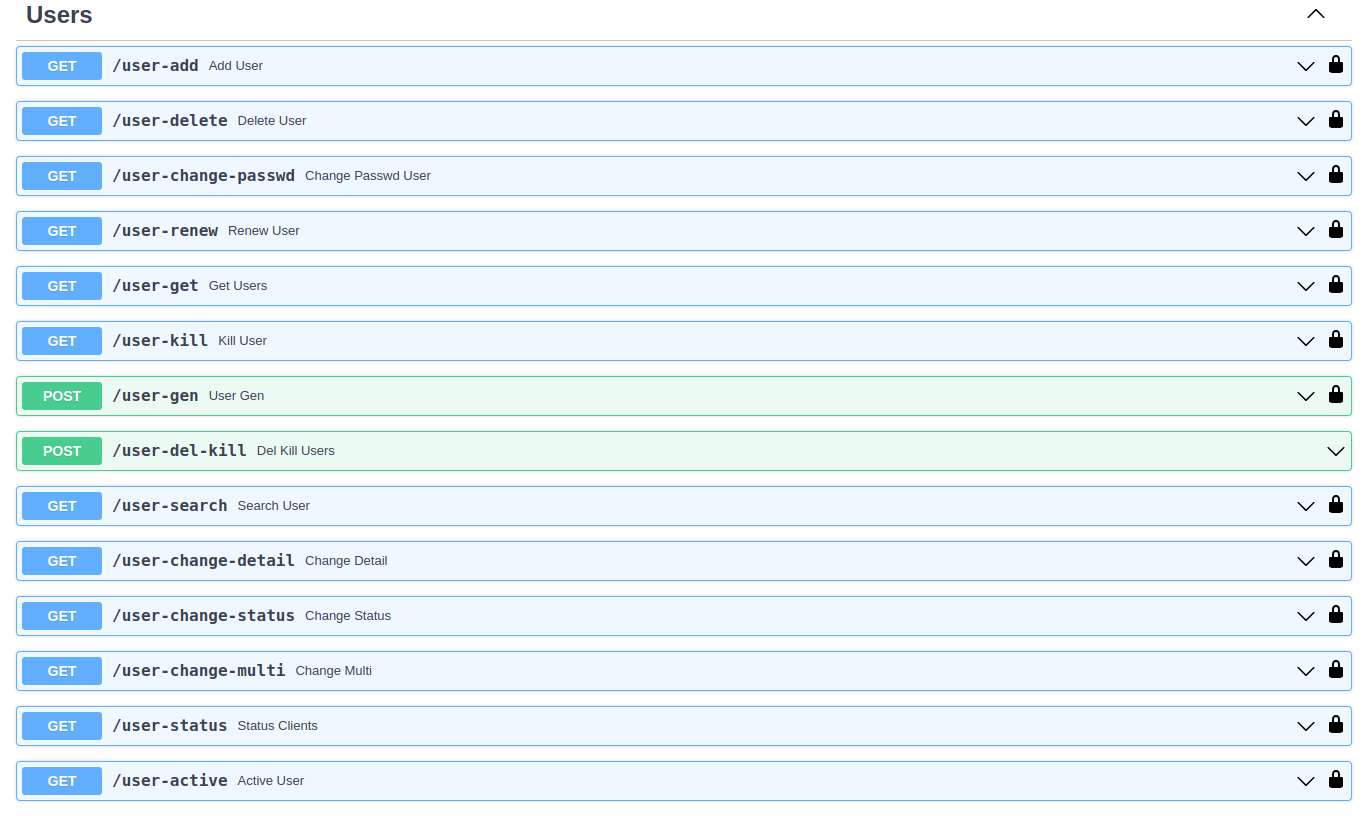 Users
GET /user-add Add User
GET /user-delete Delete User
GET /user-change-passwd Change Passwd User
GET /user-renew Renew User
GET /user-get Get Users
GET /user-kill Kill User
POST /user-gen User Gen
POST /user-del-kill Del Kill Users
GET /user-search Search User
GET /user-change-detail Change Detail
GET /user-change-status Change Status
GET /user-change-multi Change Multi
GET /user-status Status Clients
GET /user-active Active User